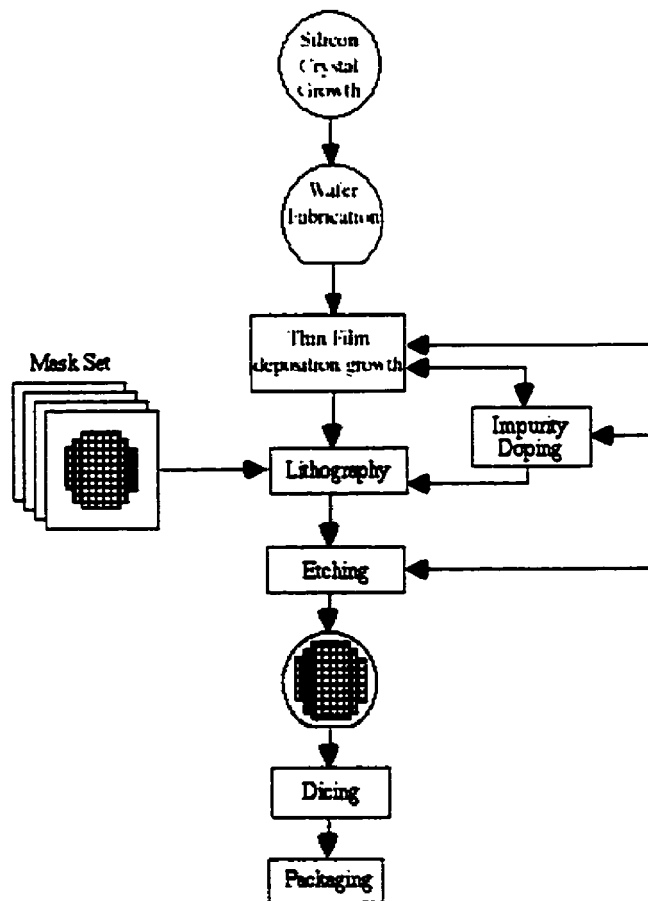 Silicon
Crystal
Growth
Wafer
Fabrication
Thin Film
deposition growth
Mask Set
Impurity
Doping
Lithography
Etching
Dicing
Packaging